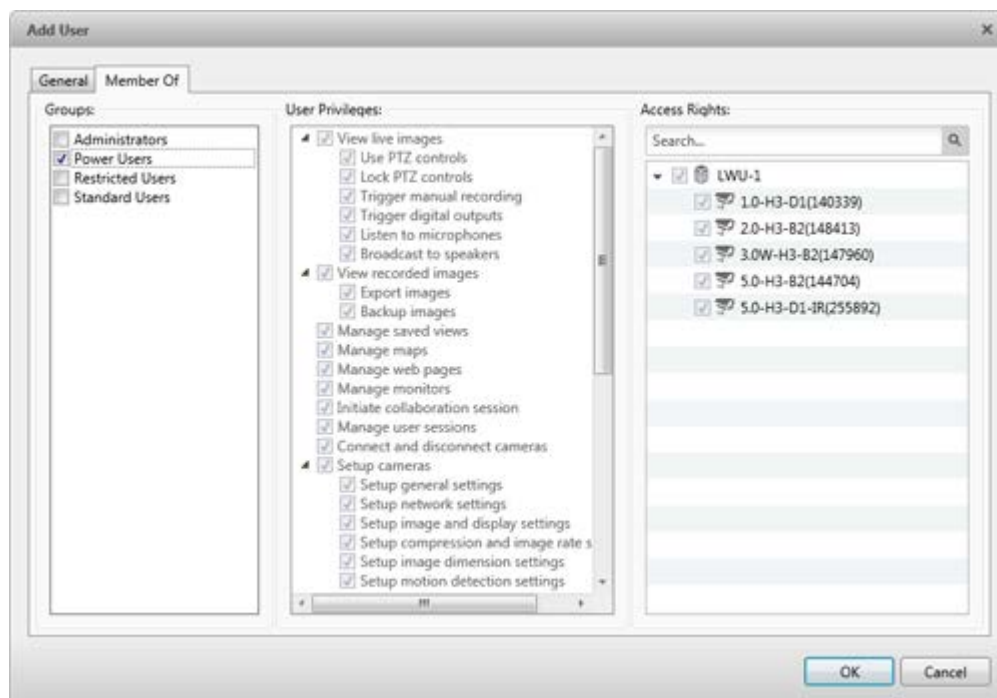 Add User
General
Member Of
Groups:
Administrators
Power Users
Restricted Users
Standard Users
User Privileges:
View live images
Use PTZ controls
Lock PTZ controls
Trigger manual recording
Trigger digital outputs
Listen to microphones
Broadcast to speakers
View recorded images
Export images
Backup images
Manage saved views
Manage maps
Manage web pages
Manage monitors
Initiate collaboration session
Manage user sessions
Connect and disconnect cameras
Setup cameras
Setup general settings
Setup network settings
Setup image and display settings
Setup compression and image rate s
Setup image dimension settings
Setup motion detection settings
Access Rights:
Search...
LWU-1
1.0-H3-D1(140339)
2.0-H3-B2(148413)
3.0W-H3-B2(147960)
5.0-H3-B2(144704)
5.0-H3-D1-IR(255892)
OK
Cancel